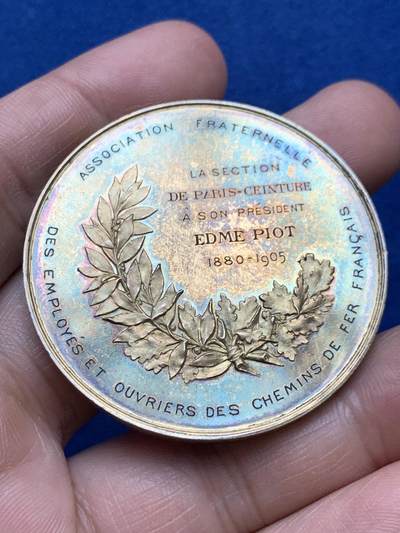 ASSOCIATION FRATERNELLE
DES EMPLOYÉS ET OUVRIERS DES CHEMINS DE FER FRANÇAIS
LA SECTION
DE PARIS-CEINTURE
A SON PRÉSIDENT
EDME PIOT
1880-1905